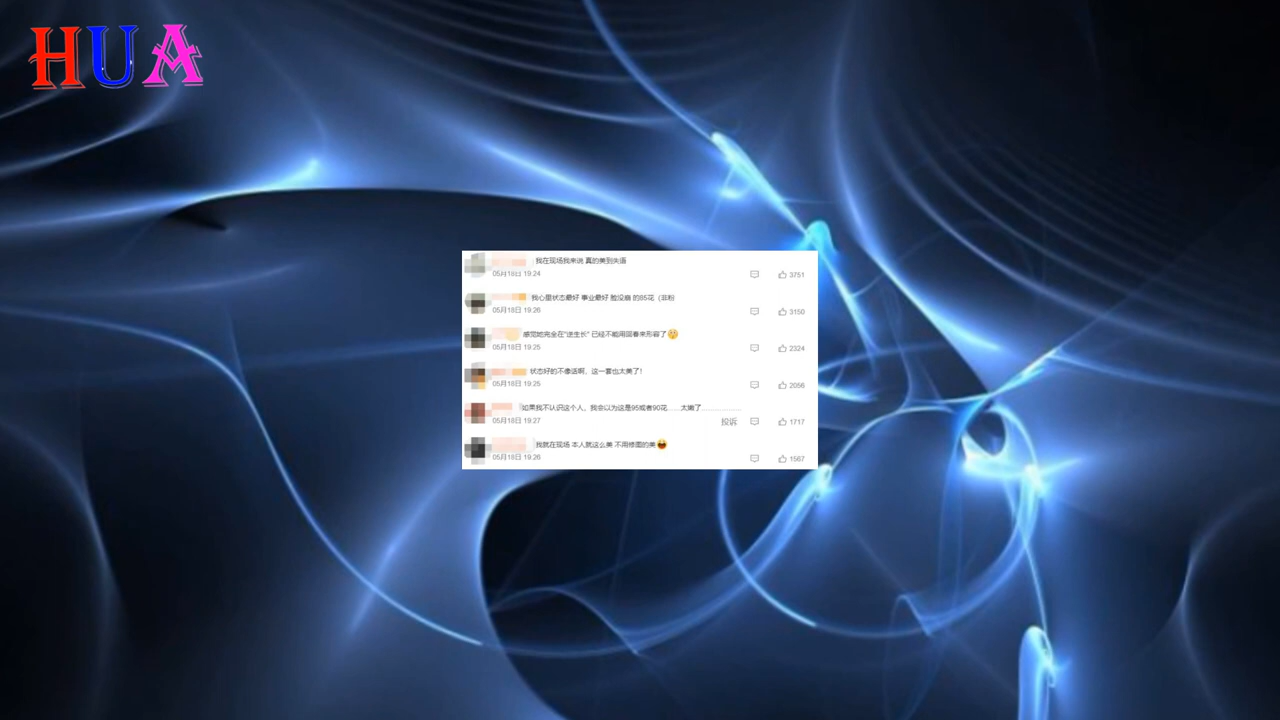 HUA
我在现场我来说 真的美到失语
05月18日 19:24
3751
我心里状态最好 事业最好 脸没崩 的85花（非粉
05月18日 19:26
3150
感觉她完全在"逆生长" 已经不能用回春来形容了
05月18日 19:25
2324
状态好的不像话啊，这一套也太美了！
05月18日 19:25
2056
如果我不认识这个人，我会以为这是95或者90花……太嫩了
05月18日 19:27
投诉
1717
我就在现场 本人就这么美 不用修图的美
05月18日 19:26
1567